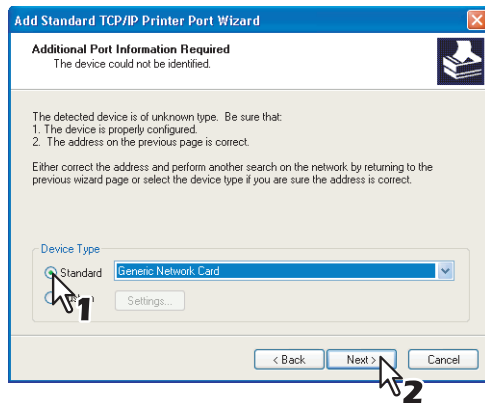 Add Standard TCP/IP Printer Port Wizard
Additional Port Information Required
The device could not be identified.
The detected device is of unknown type. Be sure that:
1. The device is properly configured.
2. The address on the previous page is correct.
Either correct the address and perform another search on the network by returning to the
previous wizard page or select the device type if you are sure the address is correct.
Device Type
Standard
Generic Network Card
1
Settings...
< Back
Next >
Cancel
2